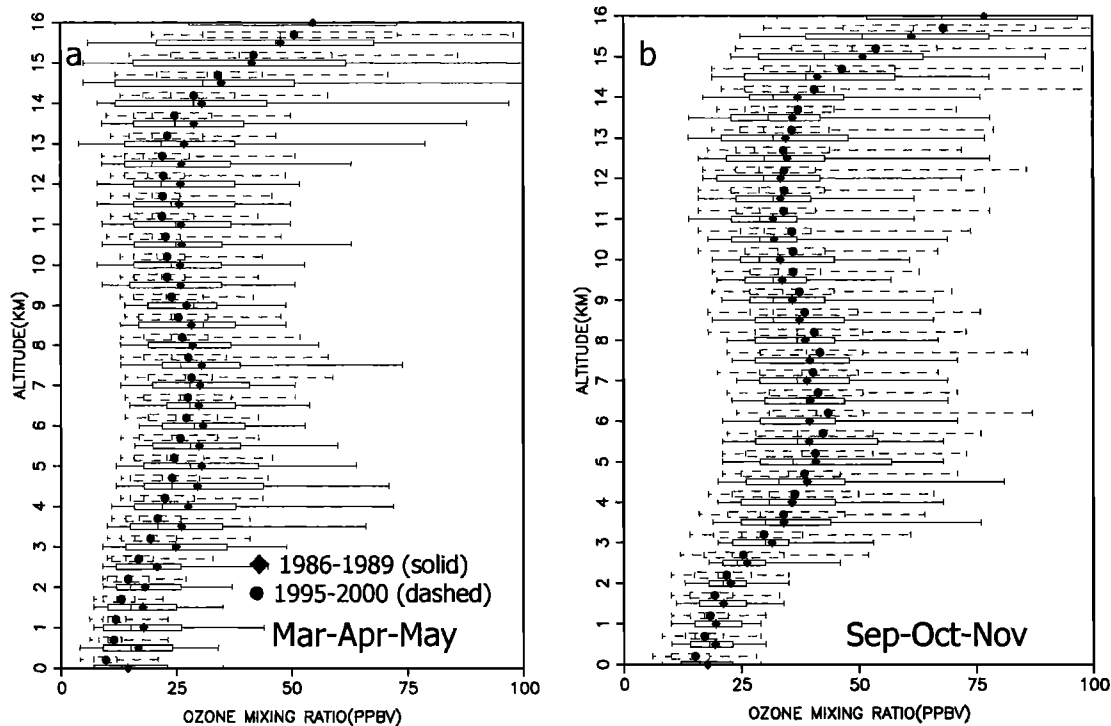 a
16
15
14
13
12
11
10
9
8
7
6
5
4
3
2
1
0
ALTITUDE(KM)
◆ 1986-1989 (solid)
● 1995-2000 (dashed)
Mar-Apr-May
0 25 50 75 100
OZONE MIXING RATIO(PPBV)
b
16
15
14
13
12
11
10
9
8
7
6
5
4
3
2
1
0
ALTITUDE(KM)
Sep-Oct-Nov
0 25 50 75 100
OZONE MIXING RATIO(PPBV)